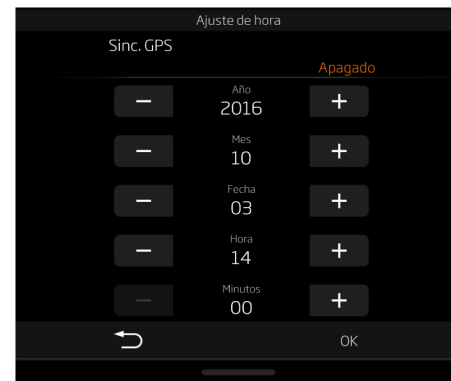 Ajuste de hora
Sinc. GPS
Apagado
Año
2016
Mes
10
Fecha
03
Hora
14
Minutos
00
OK